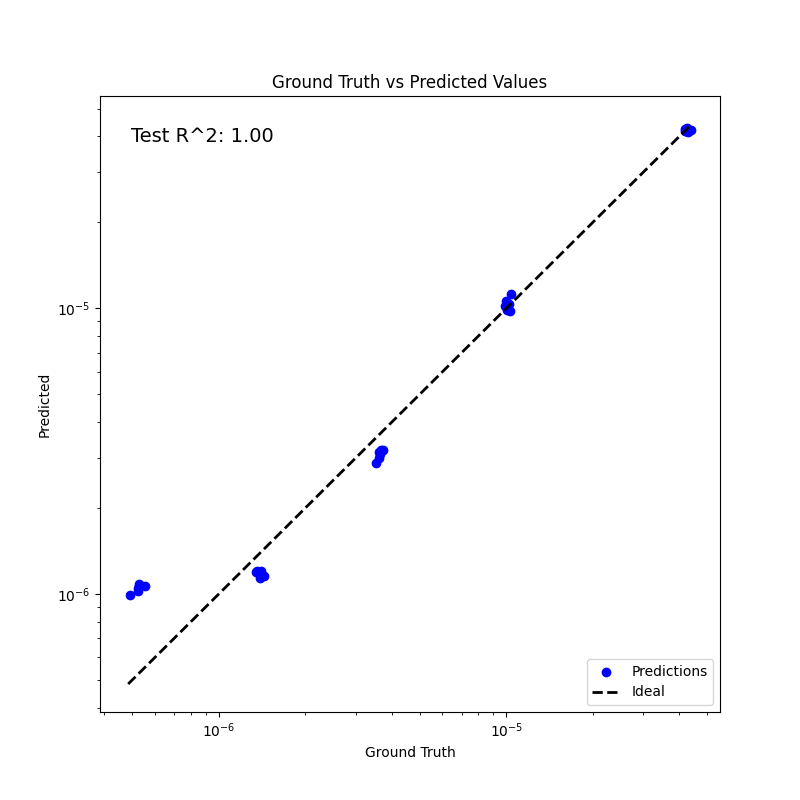 Ground Truth vs Predicted Values
Test R^2: 1.00
10⁻⁵
10⁻⁶
Predicted
10⁻⁶
10⁻⁵
Ground Truth
Predictions
Ideal